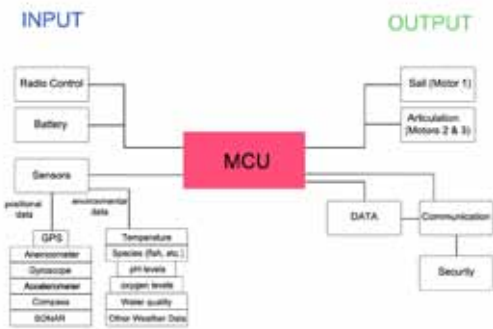 INPUT
OUTPUT
Radio Control
Battery
Sensors
positional
data
environmental
data
GPS
Anemometer
Gyroscope
Accelerometer
Compass
SONAR
Temperature
Species (fish, etc.)
pH levels
oxygen levels
Water quality
Other Weather Data
MCU
Sail (Motor 1)
Articulation
(Motors 2 & 3)
DATA
Communication
Security